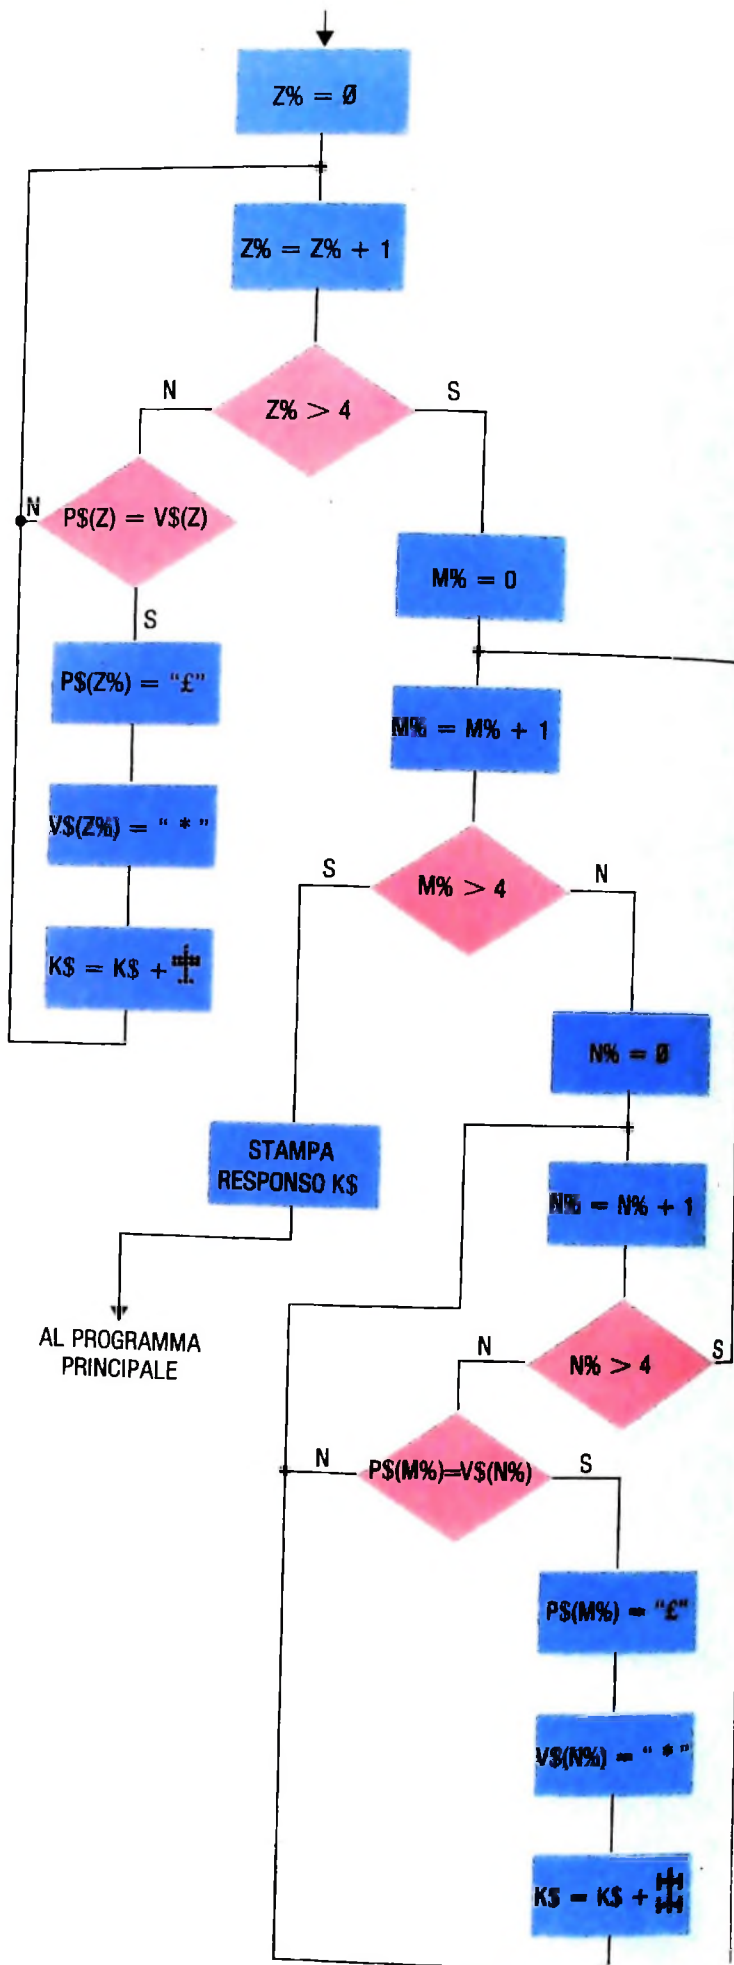 Z% = Ø
Z% = Z% + 1
N
Z% > 4
S
N
P$(Z) = V$(Z)
S
P$(Z%) = "£"
V$(Z%) = " * "
K$ = K$ +
M% = 0
M% = M% + 1
S
M% > 4
N
N% = Ø
STAMPA
RESPONSO K$
N% = N% + 1
AL PROGRAMMA
PRINCIPALE
N
N% > 4
S
N
P$(M%)=V$(N%)
S
P$(M%) = "£"
V$(N%) = " * "
K$ = K$ +